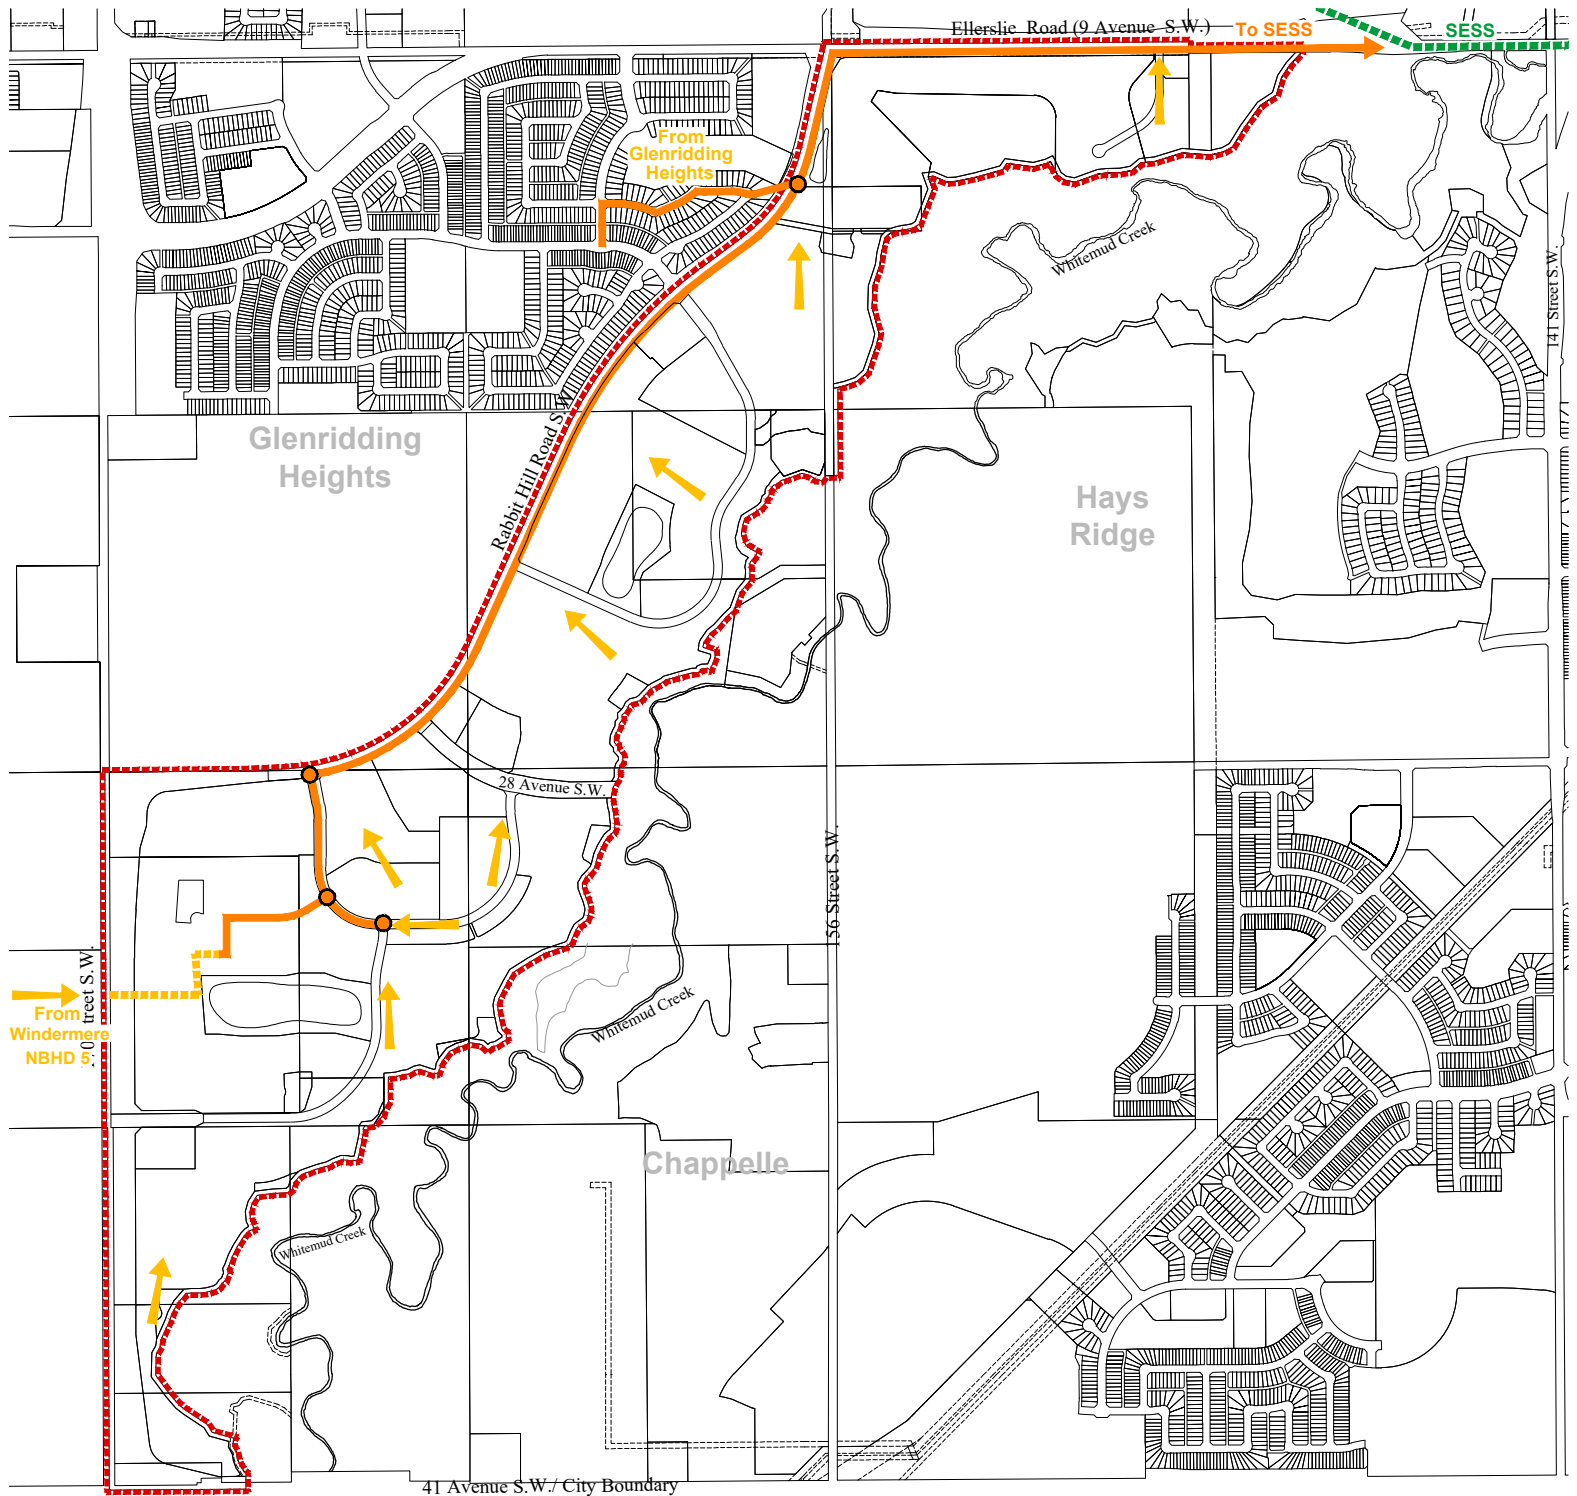 Ellerslie Road (9 Avenue S.W.)
To SESS
SESS
From
Glenridding
Heights
Whitemud Creek
141 Street S.W.
Rabbit Hill Road S.W.
Glenridding
Heights
Hays
Ridge
28 Avenue S.W.
156 Street S.W.
treet S.W.
From
Windermere
NBHD 5
Whitemud Creek
Chappelle
Whitemud Creek
41 Avenue S.W./ City Boundary